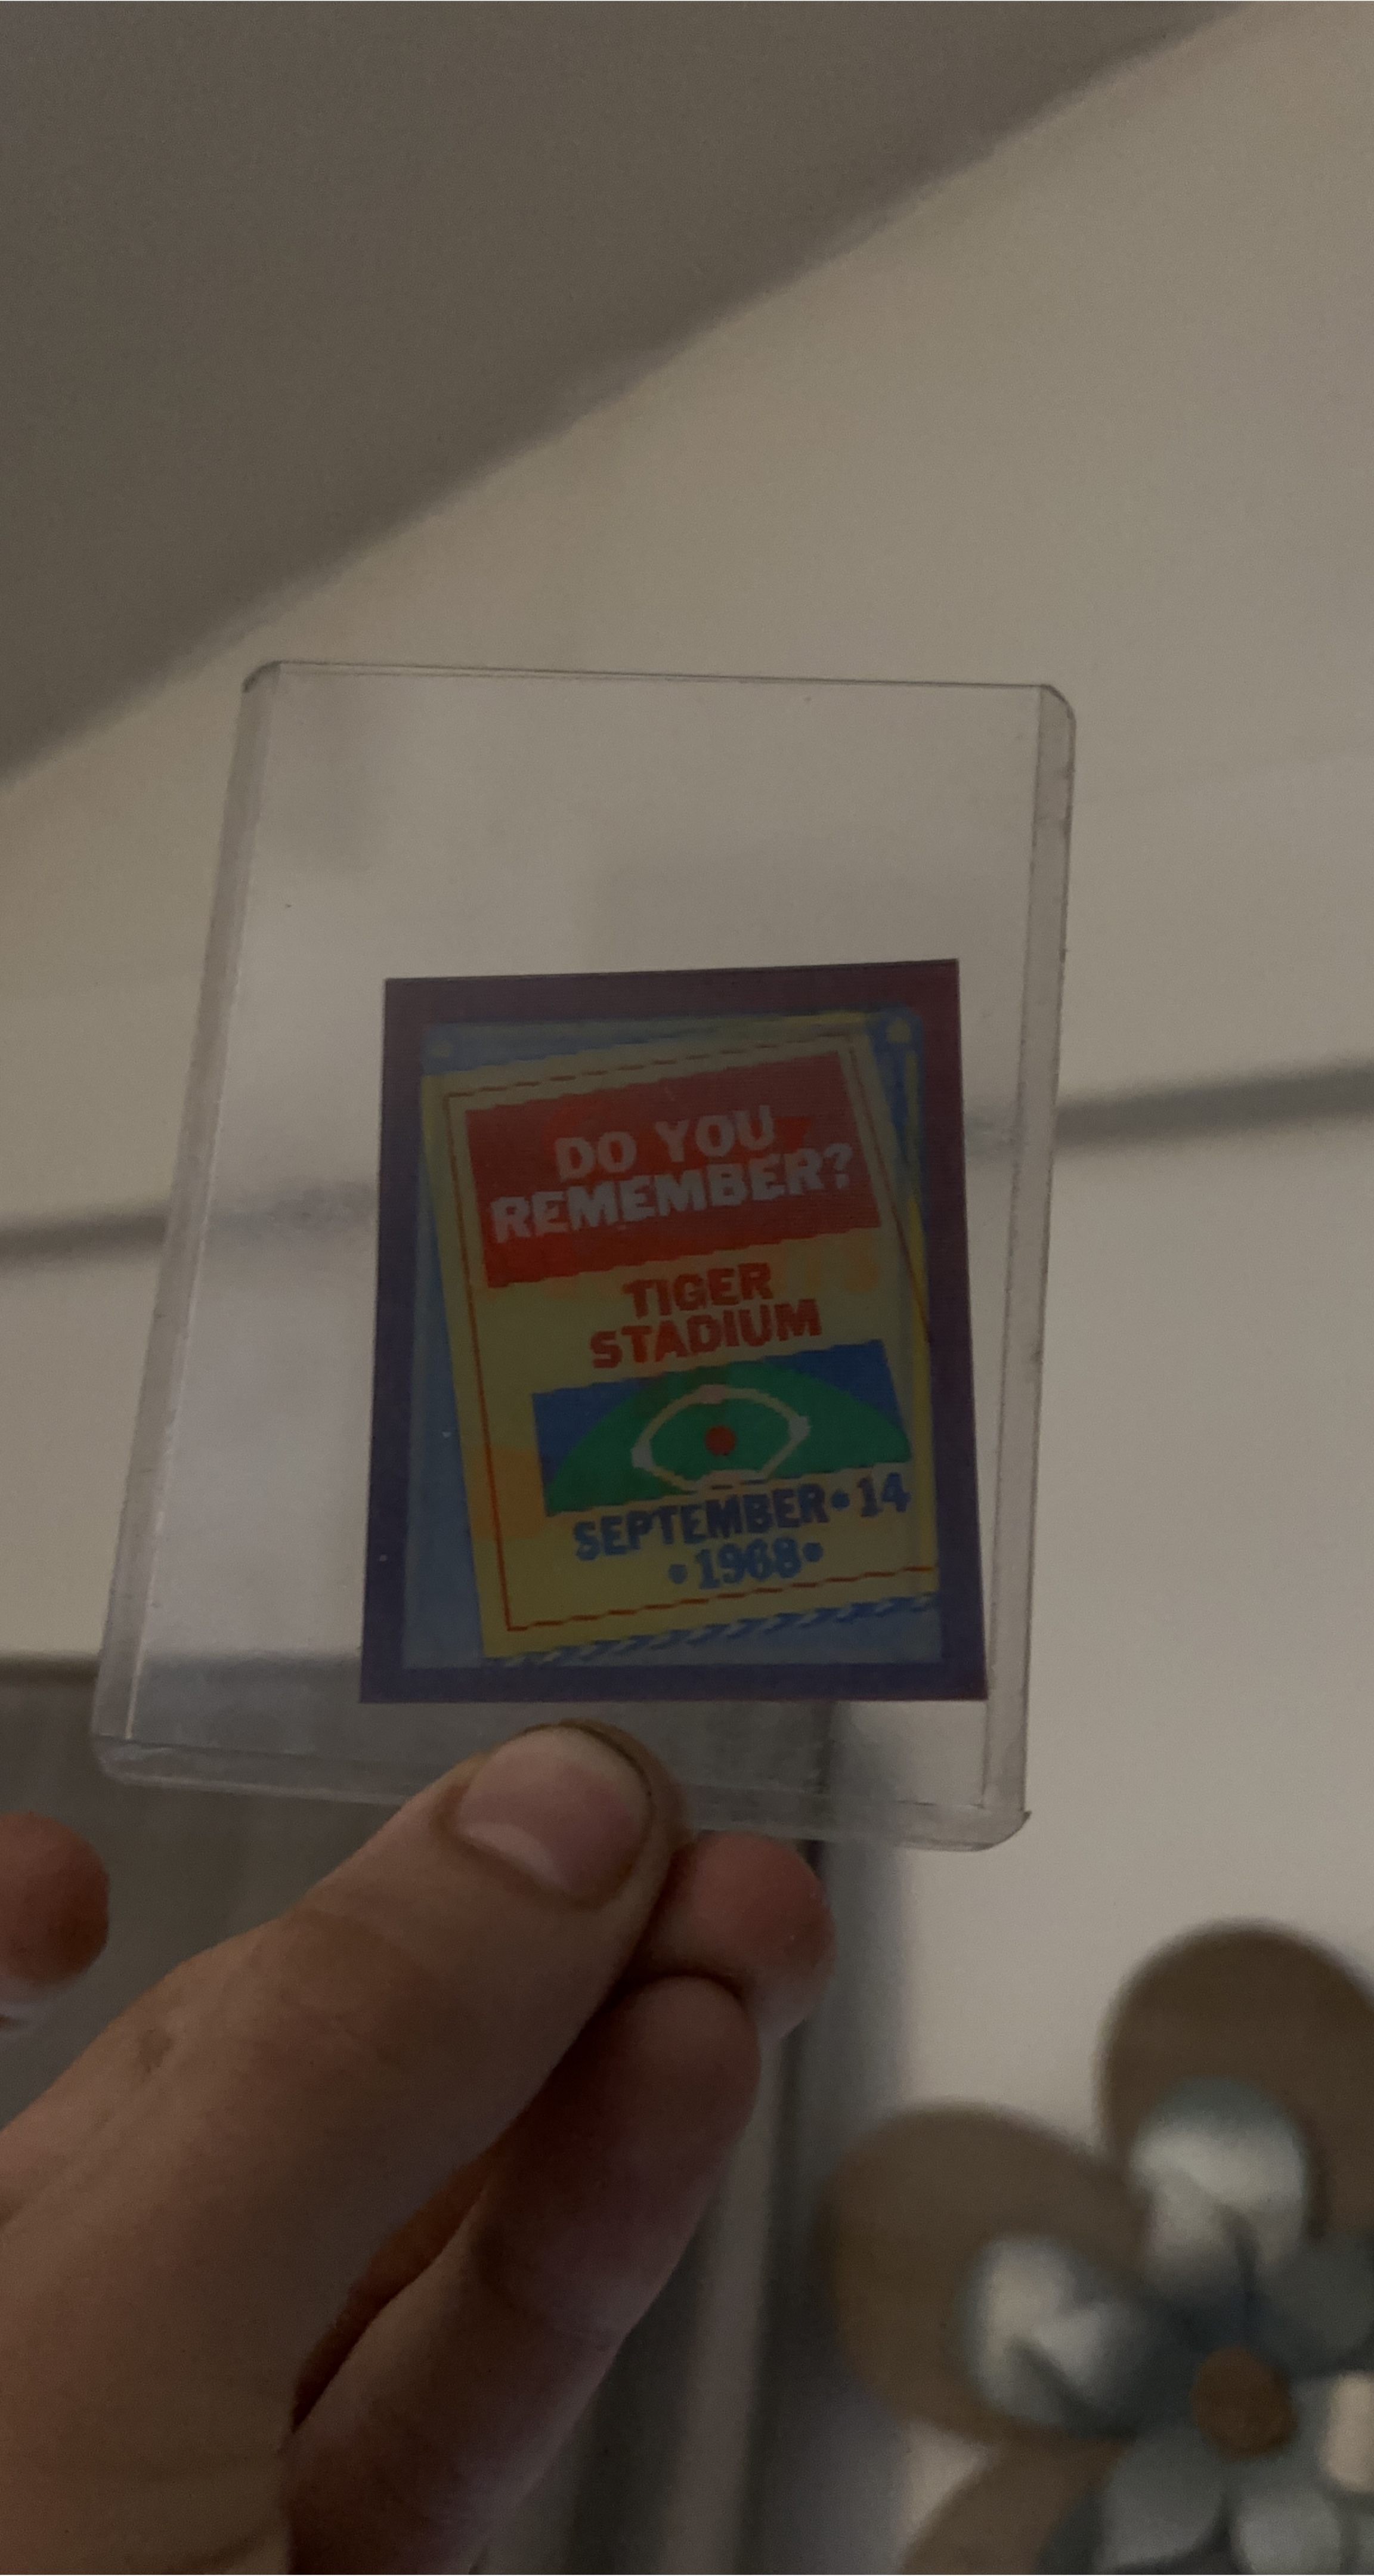 DO YOU
REMEMBER?
TIGER
STADIUM
SEPTEMBER•14
•1968•